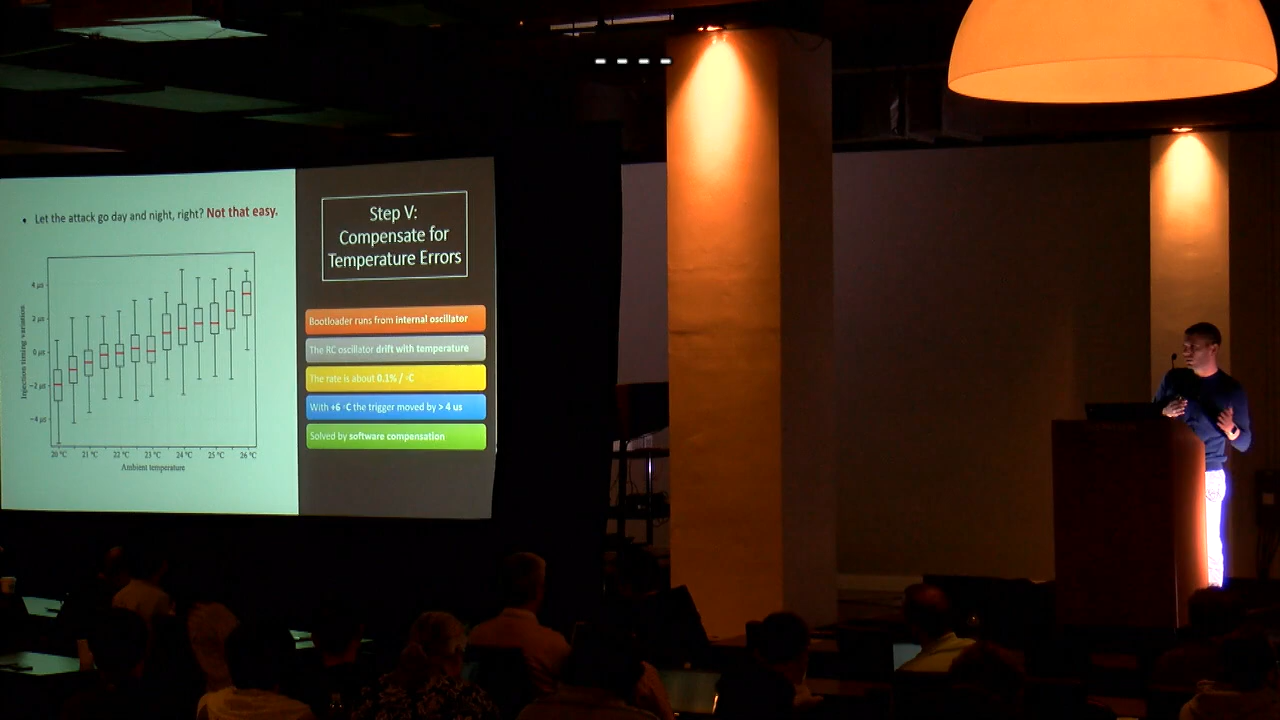 • Let the attack go day and night, right? Not that easy.
4 μs
2 μs
0 μs
−2 μs
−4 μs
Injection timing variation
20 °C 21 °C 22 °C 23 °C 24 °C 25 °C 26 °C
Ambient temperature
Step V:
Compensate for
Temperature Errors
Bootloader runs from internal oscillator
The RC oscillator drift with temperature
The rate is about 0.1% / ◦C
With +6 ◦C the trigger moved by > 4 us
Solved by software compensation